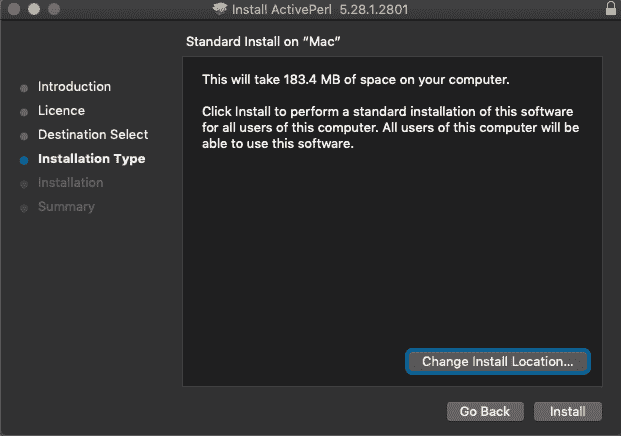 Install ActivePerl 5.28.1.2801
Standard Install on “Mac”
Introduction
Licence
Destination Select
Installation Type
Installation
Summary
This will take 183.4 MB of space on your computer.
Click Install to perform a standard installation of this software
for all users of this computer. All users of this computer will be
able to use this software.
Change Install Location...
Go Back
Install